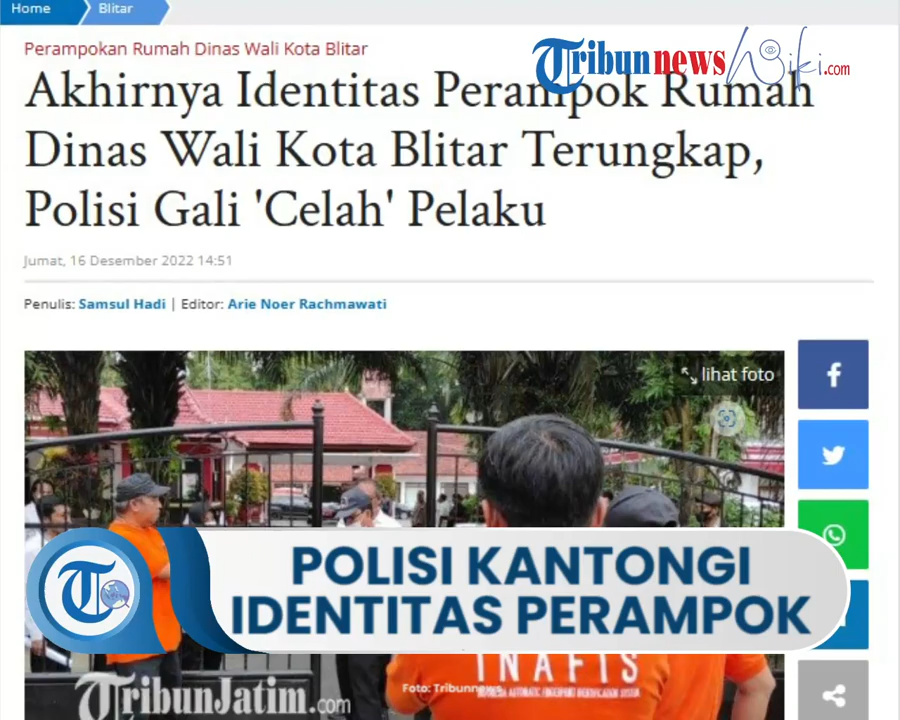 Home
Blitar
Perampokan Rumah Dinas Wali Kota Blitar
Tribunnewswiki.com
Akhirnya Identitas Perampok Rumah
Dinas Wali Kota Blitar Terungkap,
Polisi Gali 'Celah' Pelaku
Jumat, 16 Desember 2022 14:51
Penulis: Samsul Hadi | Editor: Arie Noer Rachmawati
lihat foto
POLISI KANTONGI
IDENTITAS PERAMPOK
INAFIS
TribunJatim.com
Foto: Tribunnews